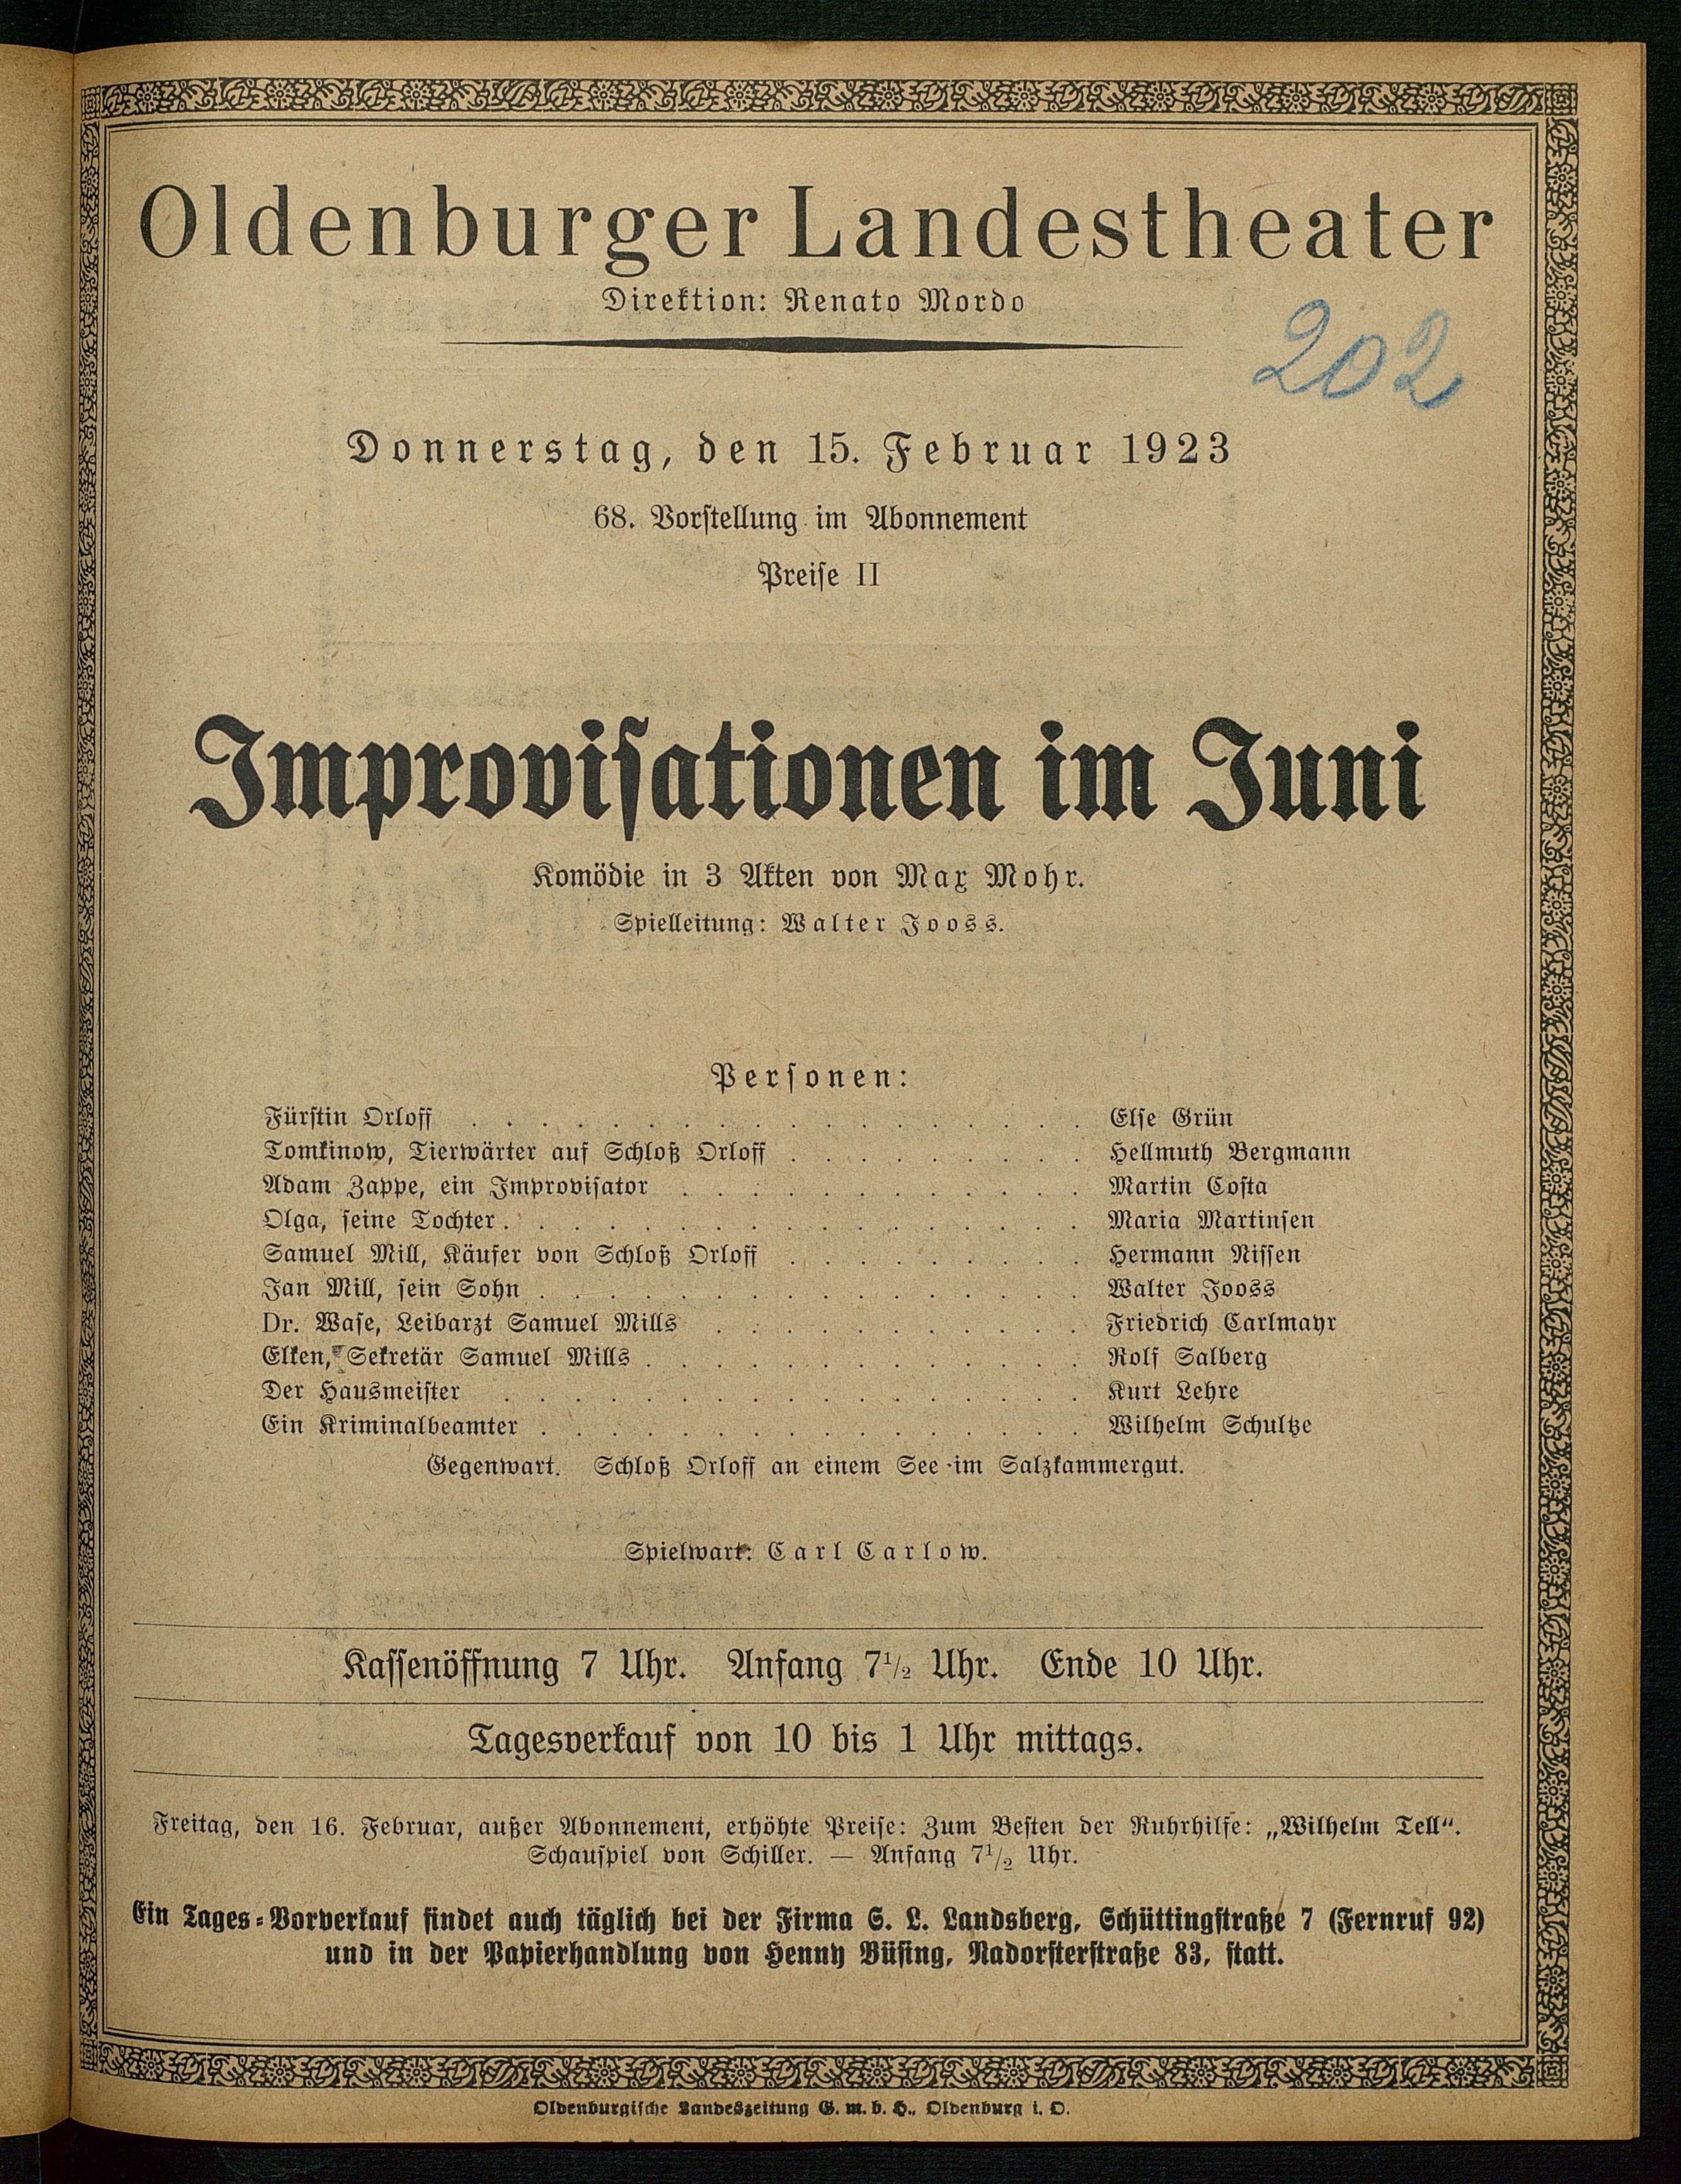 Oldenburger Landestheater
Direktion: Renato Mordo
202
Donnerstag, den 15. Februar 1923
68. Vorstellung im Abonnement
Preise II
Improvisationen im Juni
Komödie in 3 Akten von Max Mohr.
Spielleitung: Walter Jooss.
Personen:
Fürstin Orloff . . . . . . . . . . . . . . . . . . Else Grün
Tomkinow, Tierwärter auf Schloß Orloff . . . . . . . . . Hellmuth Bergmann
Adam Zappe, ein Improvisator . . . . . . . . . . . . Martin Costa
Olga, seine Tochter . . . . . . . . . . . . . . . . . Maria Martinsen
Samuel Mill, Käufer von Schloß Orloff . . . . . . . . . Hermann Nissen
Jan Mill, sein Sohn . . . . . . . . . . . . . . . . Walter Jooss
Dr. Wase, Leibarzt Samuel Mills . . . . . . . . . . . Friedrich Carlmayr
Elken, Sekretär Samuel Mills . . . . . . . . . . . . . Rolf Salberg
Der Hausmeister . . . . . . . . . . . . . . . . . Kurt Lehre
Ein Kriminalbeamter . . . . . . . . . . . . . . . . Wilhelm Schultze
Gegenwart. Schloß Orloff an einem See im Salzkammergut.
Spielwart: Carl Carlow.
Kassenöffnung 7 Uhr. Anfang 7½ Uhr. Ende 10 Uhr.
Tagesverkauf von 10 bis 1 Uhr mittags.
Freitag, den 16. Februar, außer Abonnement, erhöhte Preise: Zum Besten der Ruhrhilfe: „Wilhelm Tell“.
Schauspiel von Schiller. — Anfang 7½ Uhr.
Ein Tages-Vorverkauf findet auch täglich bei der Firma S. L. Landsberg, Schüttingstraße 7 (Fernruf 92)
und in der Papierhandlung von Henny Büsing, Nadorsterstraße 83, statt.
Oldenburgische Landeszeitung G. m. b. H., Oldenburg i. O.